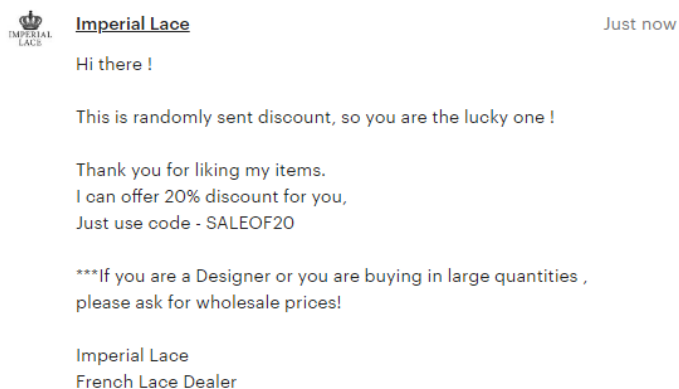 IMPERIAL
LACE
Imperial Lace
Just now
Hi there !
This is randomly sent discount, so you are the lucky one !
Thank you for liking my items.
I can offer 20% discount for you,
Just use code - SALEOF20
***If you are a Designer or you are buying in large quantities ,
please ask for wholesale prices!
Imperial Lace
French Lace Dealer